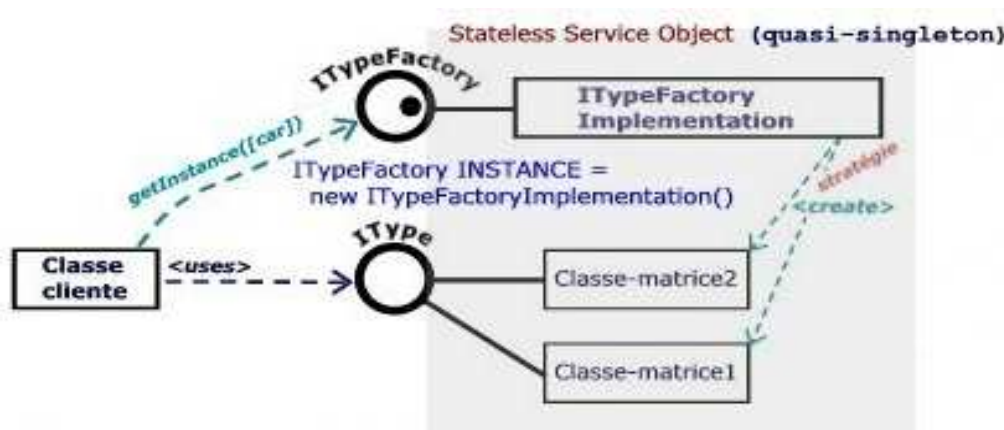 Stateless Service Object (quasi-singleton)
ITypeFactory
ITypeFactory
Implementation
getInstance([car])
ITypeFactory INSTANCE =
new ITypeFactoryImplementation()
stratégie
<create>
IType
Classe
cliente
<uses>
Classe-matrice2
Classe-matrice1